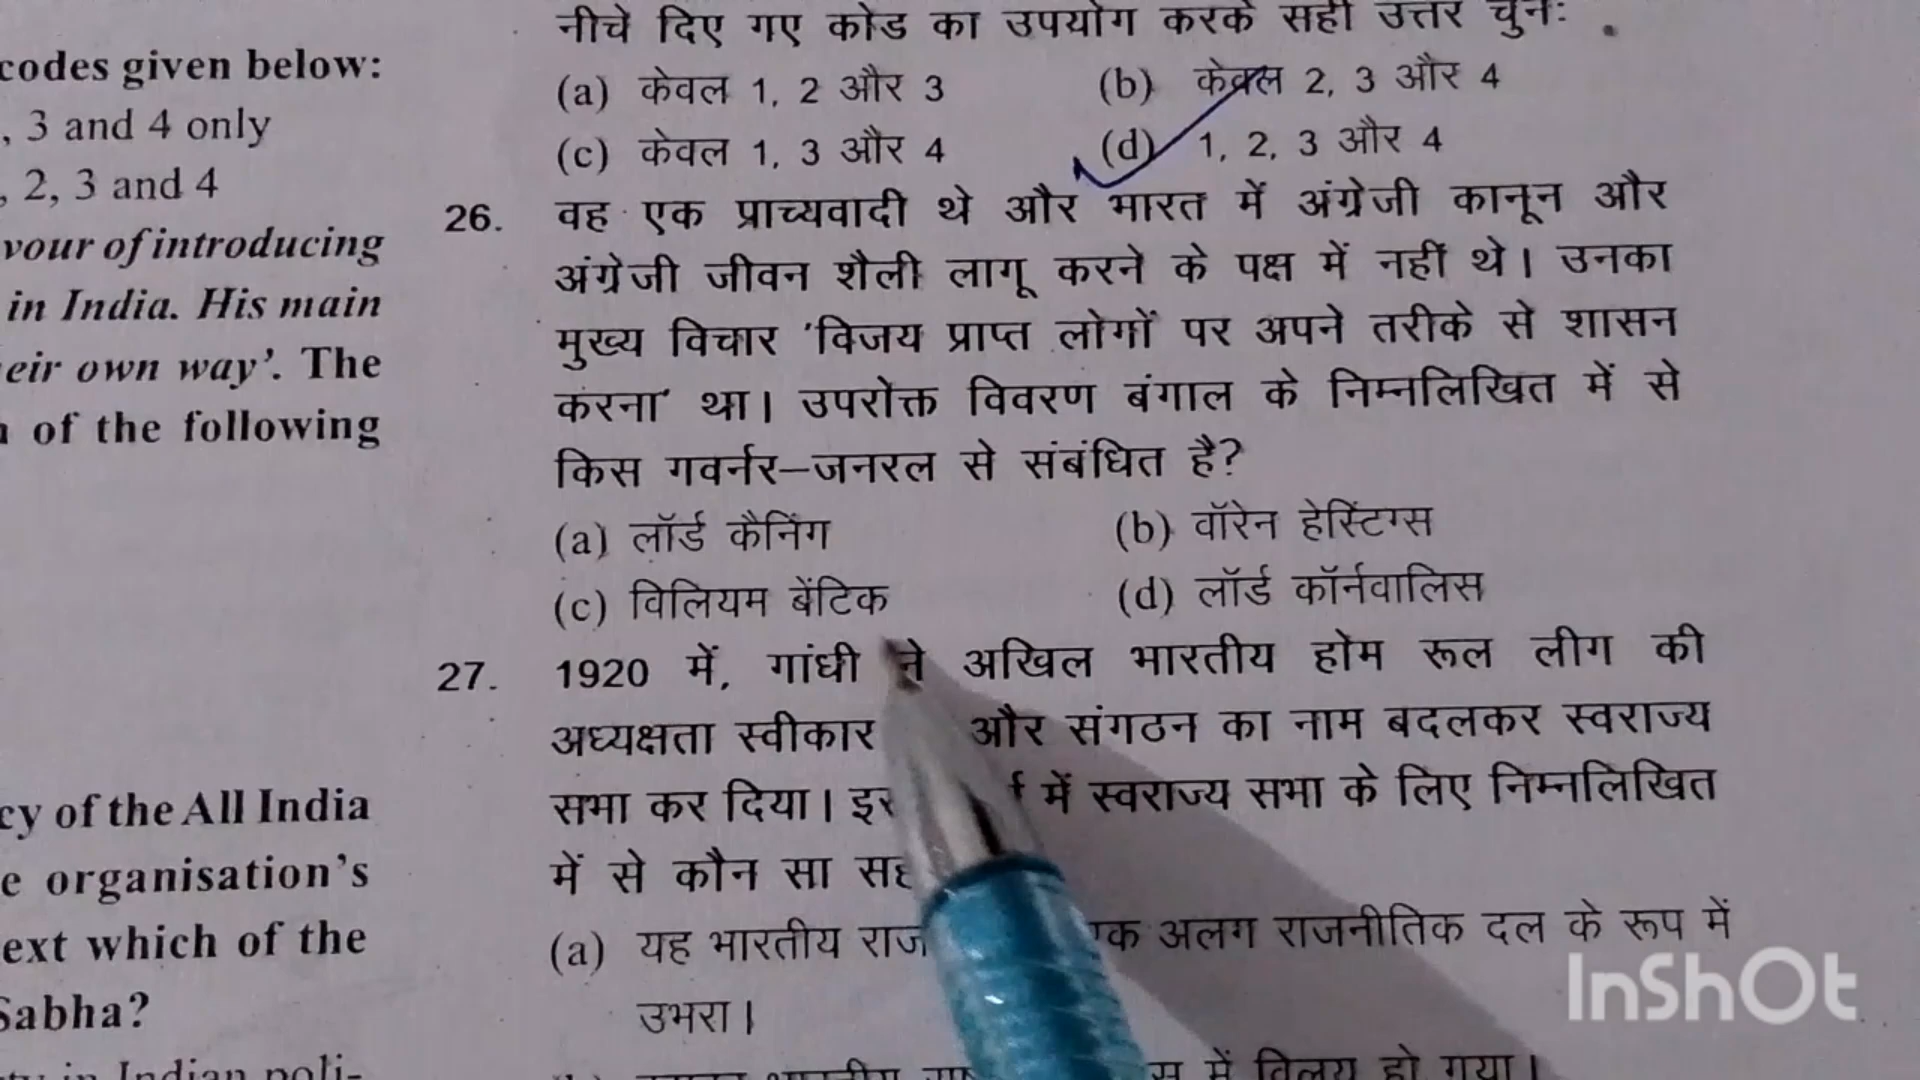 codes given below:
, 3 and 4 only
, 2, 3 and 4
vour of introducing
in India. His main
eir own way’. The
of the following
cy of the All India
e organisation’s
ext which of the
Sabha?
in Indian poli-
नीचे दिए गए कोड का उपयोग करके सही उत्तर चुनेंः
(a) केवल 1, 2 और 3 (b) केवल 2, 3 और 4
(c) केवल 1, 3 और 4 (d) 1, 2, 3 और 4
26. वह एक प्राच्यवादी थे और भारत में अंग्रेजी कानून और
अंग्रेजी जीवन शैली लागू करने के पक्ष में नहीं थे। उनका
मुख्य विचार 'विजय प्राप्त लोगों पर अपने तरीके से शासन
करना' था। उपरोक्त विवरण बंगाल के निम्नलिखित में से
किस गवर्नर–जनरल से संबंधित है?
(a) लॉर्ड कैनिंग (b) वॉरेन हेस्टिंग्स
(c) विलियम बेंटिक (d) लॉर्ड कॉर्नवालिस
27. 1920 में, गांधी ने अखिल भारतीय होम रूल लीग की
अध्यक्षता स्वीकार और संगठन का नाम बदलकर स्वराज्य
सभा कर दिया। में स्वराज्य सभा के लिए निम्नलिखित
में से कौन सा
(a) यह भारतीय अलग राजनीतिक दल के रूप में
उभरा।
में विलय हो गया।
InShOt